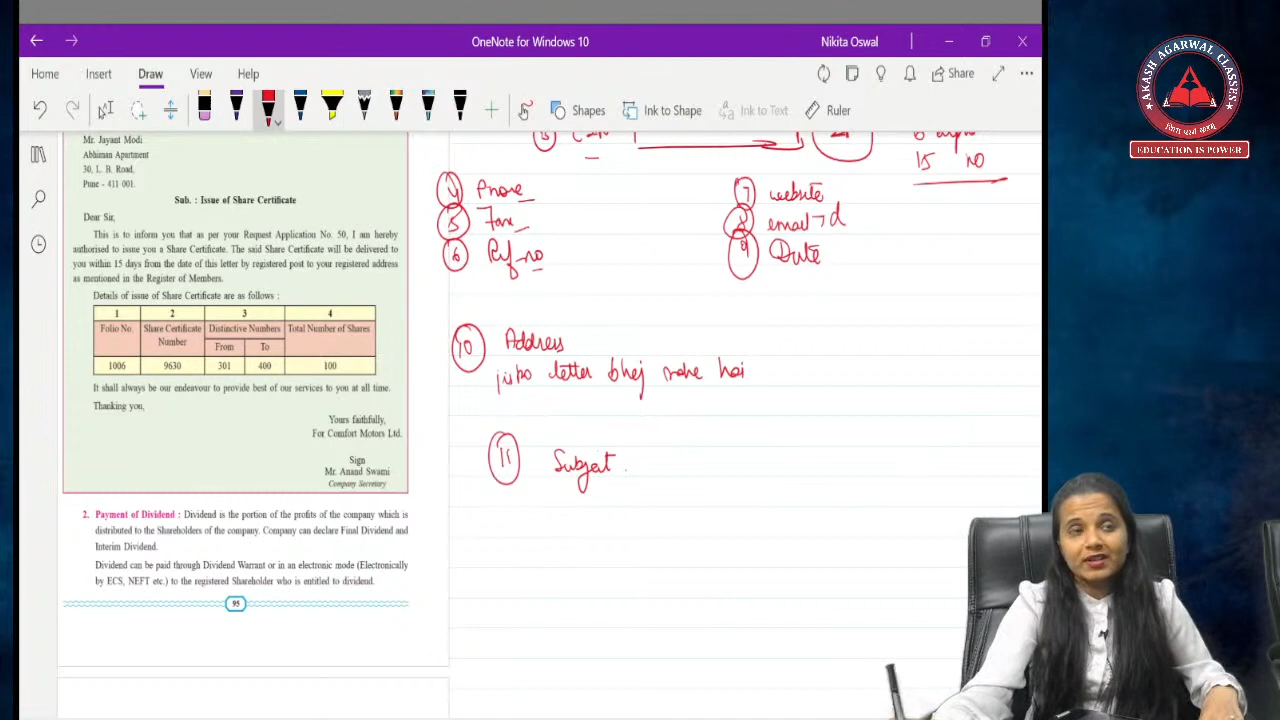 OneNote for Windows 10
Nikita Oswal
Home Insert Draw View Help
Share
Shapes Ink to Shape Ink to Text Ruler
Mr. Jayant Modi
Abhiman Apartment
30, L. B. Road,
Pune - 411 001.
Sub. : Issue of Share Certificate
Dear Sir,
This is to inform you that as per your Request Application No. 50, I am hereby
authorised to issue you a Share Certificate. The said Share Certificate will be delivered to
you within 15 days from the date of this letter by registered post to your registered address
as mentioned in the Register of Members.
Details of issue of Share Certificate are as follows :
1 2 3 4
Folio No. Share Certificate Number Distinctive Numbers Total Number of Shares
From To
1006 9630 301 400 100
It shall always be our endeavour to provide best of our services to you at all time.
Thanking you,
Yours faithfully,
For Comfort Motors Ltd.
Sign
Mr. Anand Swami
Company Secretary
2. Payment of Dividend : Dividend is the portion of the profits of the company which is
distributed to the Shareholders of the company. Company can declare Final Dividend and
Interim Dividend.
Dividend can be paid through Dividend Warrant or in an electronic mode (Electronically
by ECS, NEFT etc.) to the registered Shareholder who is entitled to dividend.
95
15 no
4 Phone
5 Fax
6 Ref no
7 website
8 email id
9 Date
10 Address
jisko letter bhej rahe hai
11 Subject
AKASH AGARWAL CLASSES
EDUCATION IS POWER